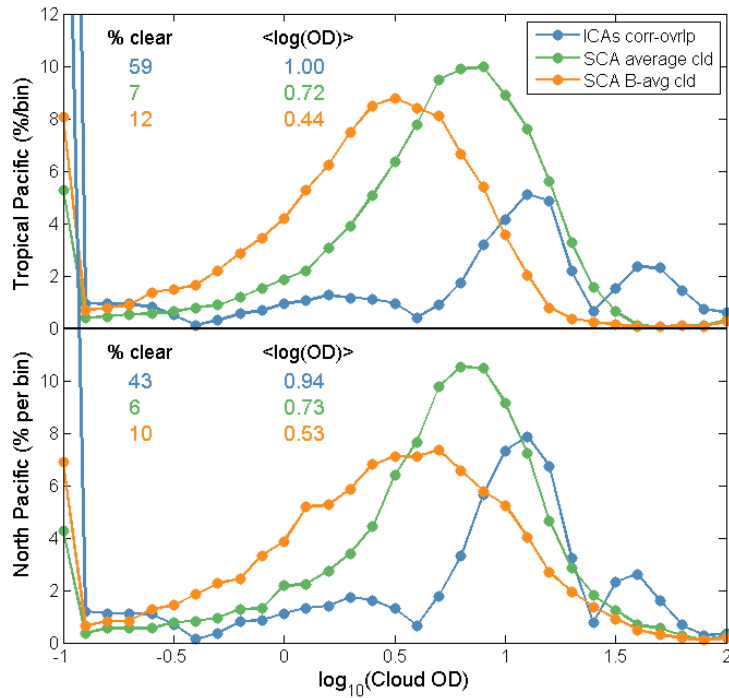 12
10
8
6
4
2
0
Tropical Pacific (%/bin)
% clear <log(OD)>
59 1.00
7 0.72
12 0.44
ICAs corr-ovrlp
SCA average cld
SCA B-avg cld
10
8
6
4
2
0
North Pacific (% per bin)
% clear <log(OD)>
43 0.94
6 0.73
10 0.53
-1 -0.5 0 0.5 1 1.5 2
log10(Cloud OD)